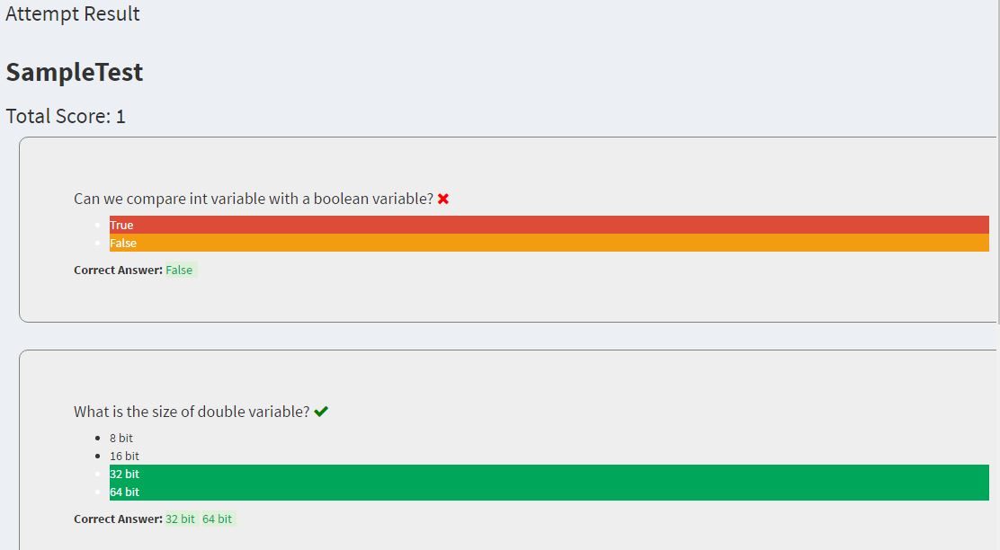 Attempt Result
SampleTest
Total Score: 1
Can we compare int variable with a boolean variable?
True
False
Correct Answer: False
What is the size of double variable?
8 bit
16 bit
32 bit
64 bit
Correct Answer: 32 bit 64 bit